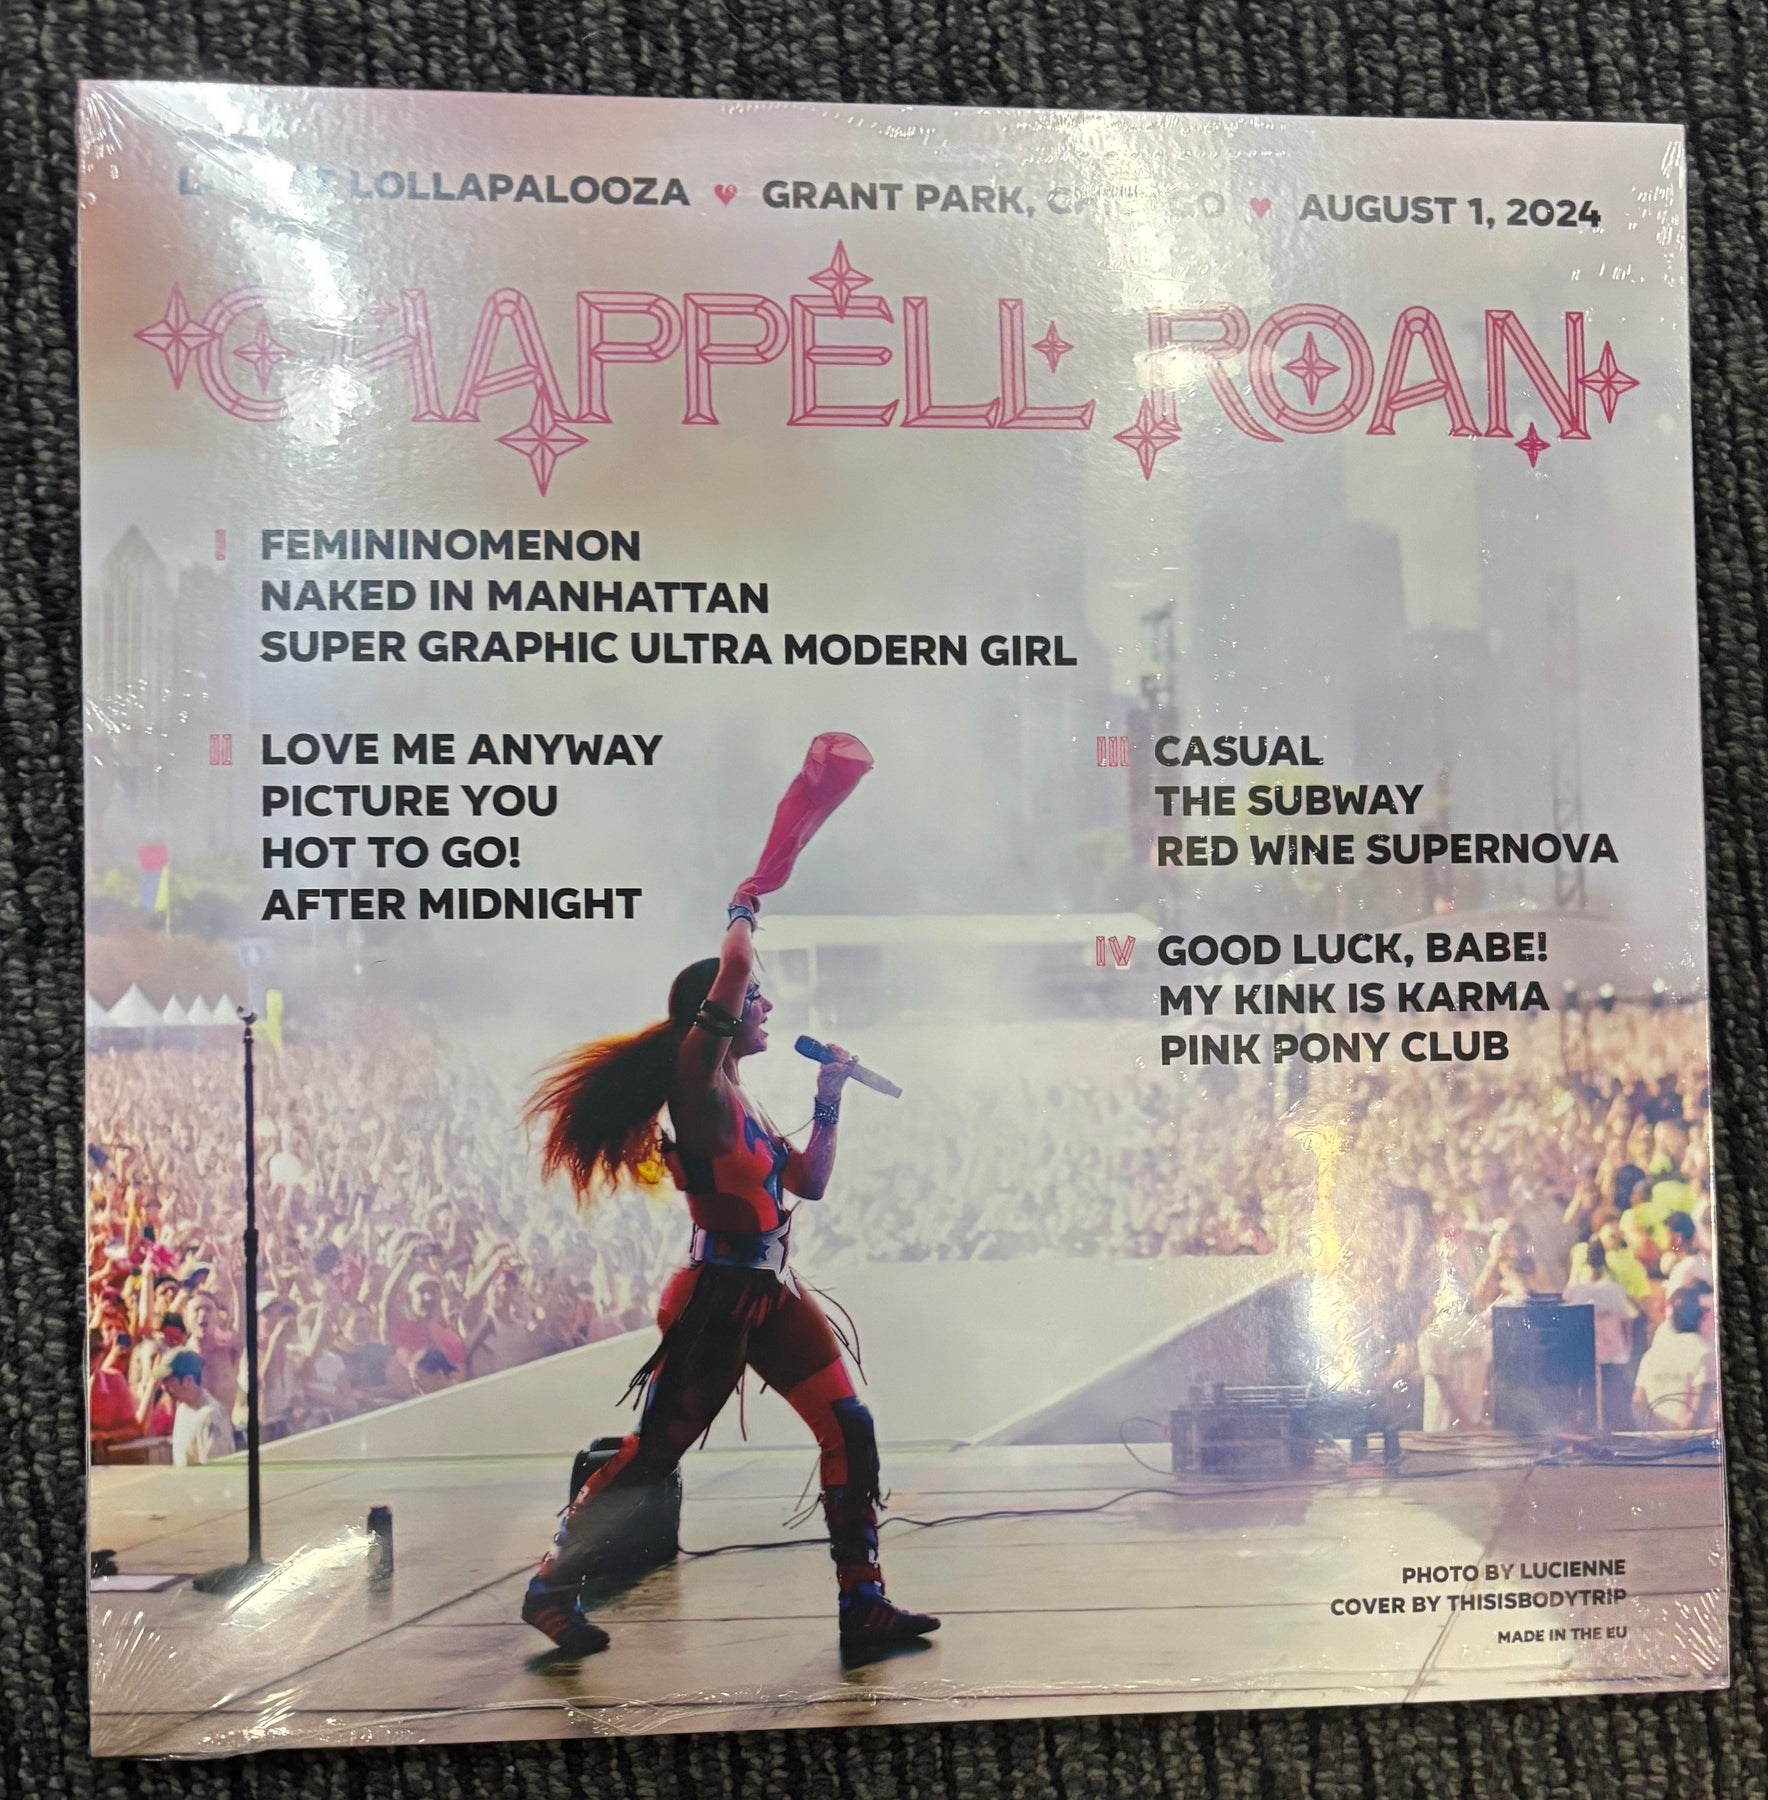 LOLLAPALOOZA ♥ GRANT PARK, CHICAGO ♥ AUGUST 1, 2024
CHAPPELL ROAN
I FEMININOMENON
NAKED IN MANHATTAN
SUPER GRAPHIC ULTRA MODERN GIRL
II LOVE ME ANYWAY
PICTURE YOU
HOT TO GO!
AFTER MIDNIGHT
III CASUAL
THE SUBWAY
RED WINE SUPERNOVA
IV GOOD LUCK, BABE!
MY KINK IS KARMA
PINK PONY CLUB
PHOTO BY LUCIENNE
COVER BY THISISBODYTRIP
MADE IN THE EU